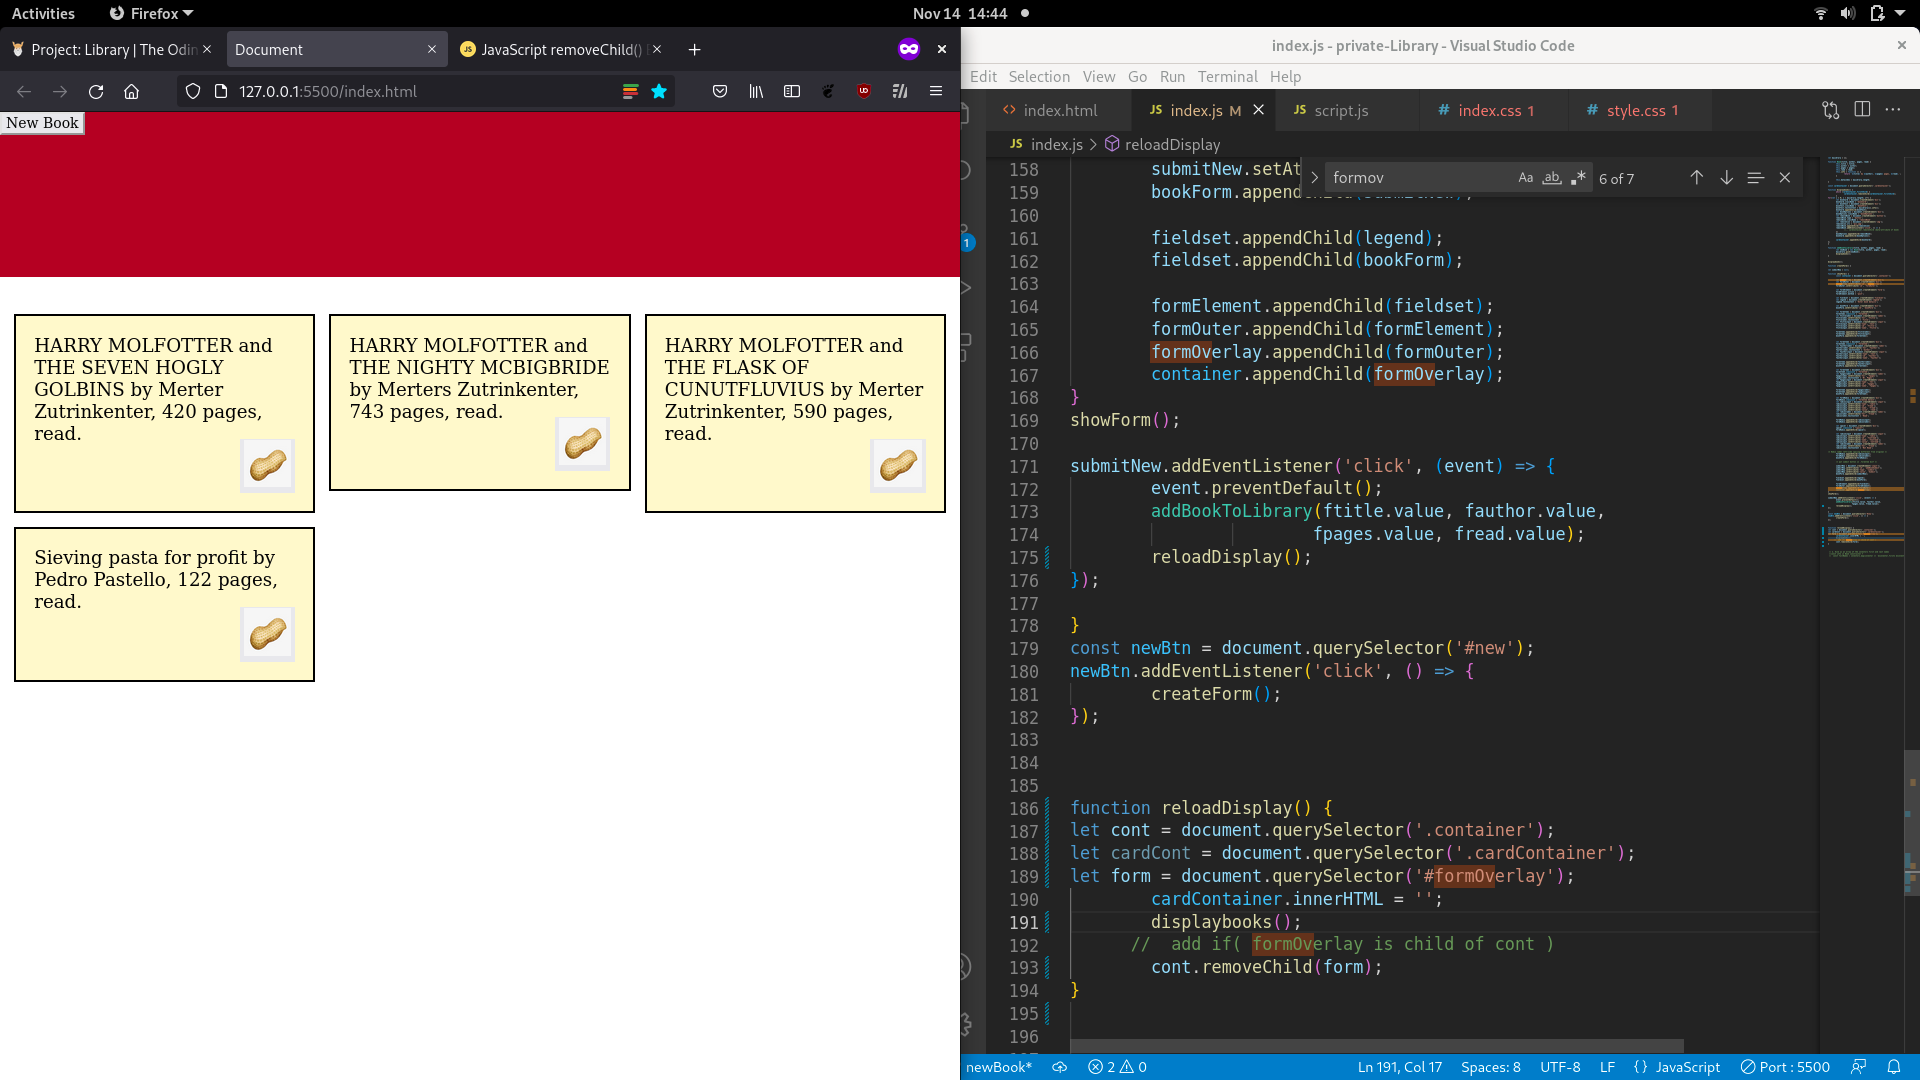 Activities
Firefox
Nov 14 14:44
Project: Library | The Odin
Document
JavaScript removeChild()
127.0.0.1:5500/index.html
New Book
HARRY MOLFOTTER and
THE SEVEN HOGLY
GOLBINS by Merter
Zutrinkenter, 420 pages,
read.
HARRY MOLFOTTER and
THE NIGHTY MCBIGBRIDE
by Merters Zutrinkenter,
743 pages, read.
HARRY MOLFOTTER and
THE FLASK OF
CUNUTFLUVIUS by Merter
Zutrinkenter, 590 pages,
read.
Sieving pasta for profit by
Pedro Pastello, 122 pages,
read.
index.js - private-Library - Visual Studio Code
Edit Selection View Go Run Terminal Help
<> index.html
JS index.js M
JS script.js
# index.css 1
# style.css 1
JS index.js > reloadDisplay
formov
Aa ab .*
6 of 7
1
158 submitNew.setAt
159 bookForm.append
160
161 fieldset.appendChild(legend);
162 fieldset.appendChild(bookForm);
163
164 formElement.appendChild(fieldset);
165 formOuter.appendChild(formElement);
166 formOverlay.appendChild(formOuter);
167 container.appendChild(formOverlay);
168 }
169 showForm();
170
171 submitNew.addEventListener('click', (event) => {
172 event.preventDefault();
173 addBookToLibrary(ftitle.value, fauthor.value,
174 fpages.value, fread.value);
175 reloadDisplay();
176 });
177
178 }
179 const newBtn = document.querySelector('#new');
180 newBtn.addEventListener('click', () => {
181 createForm();
182 });
183
184
185
186 function reloadDisplay() {
187 let cont = document.querySelector('.container');
188 let cardCont = document.querySelector('.cardContainer');
189 let form = document.querySelector('#formOverlay');
190 cardContainer.innerHTML = '';
191 displaybooks();
192 // add if( formOverlay is child of cont )
193 cont.removeChild(form);
194 }
195
196
newBook*
2 0
Ln 191, Col 17
Spaces: 8
UTF-8
LF
{} JavaScript
Port : 5500